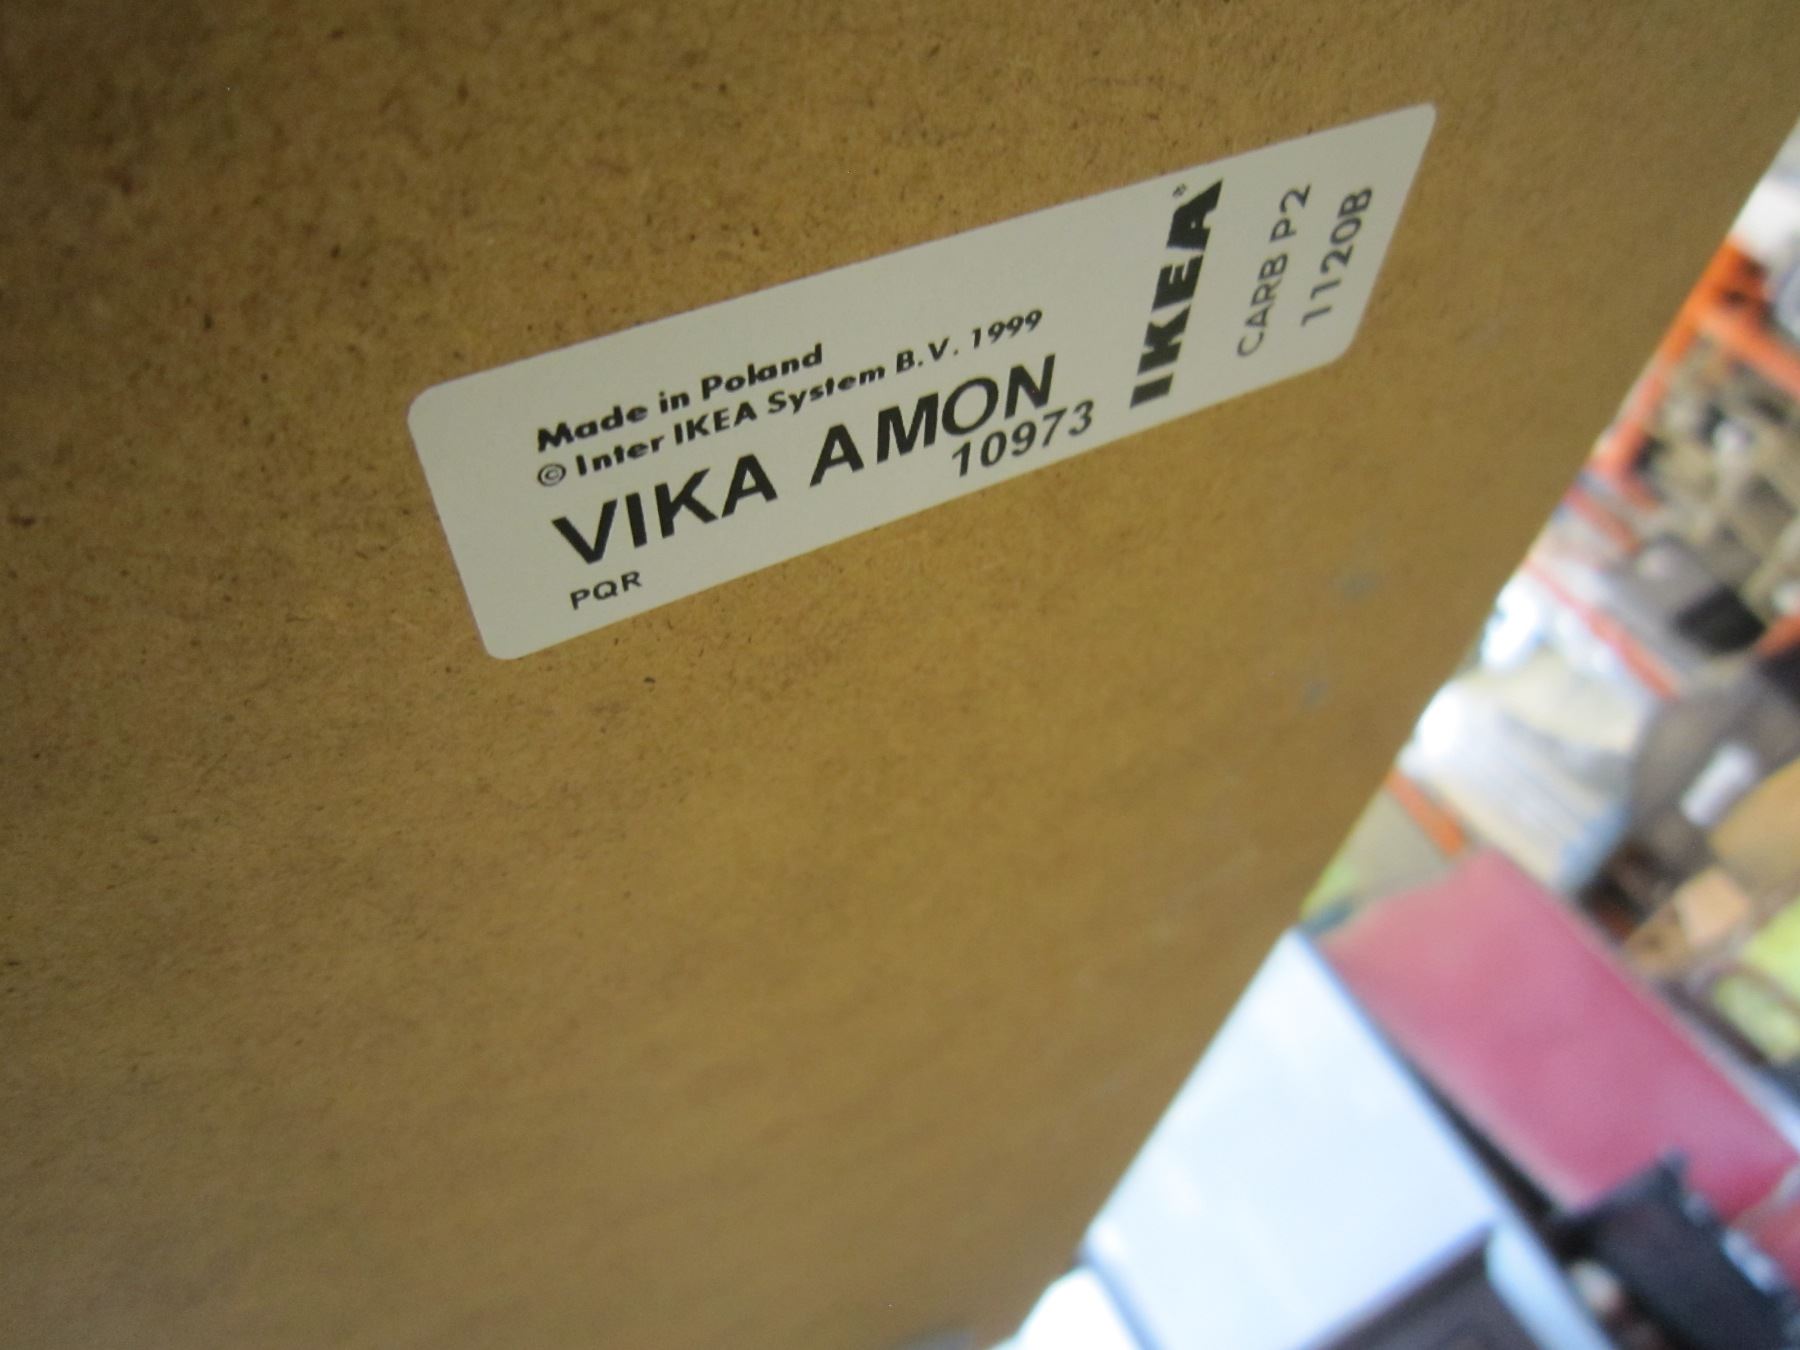 Made in Poland
© Inter IKEA System B.V. 1999
VIKA AMON
10973
PQR
IKEA®
CARB P2
1120B